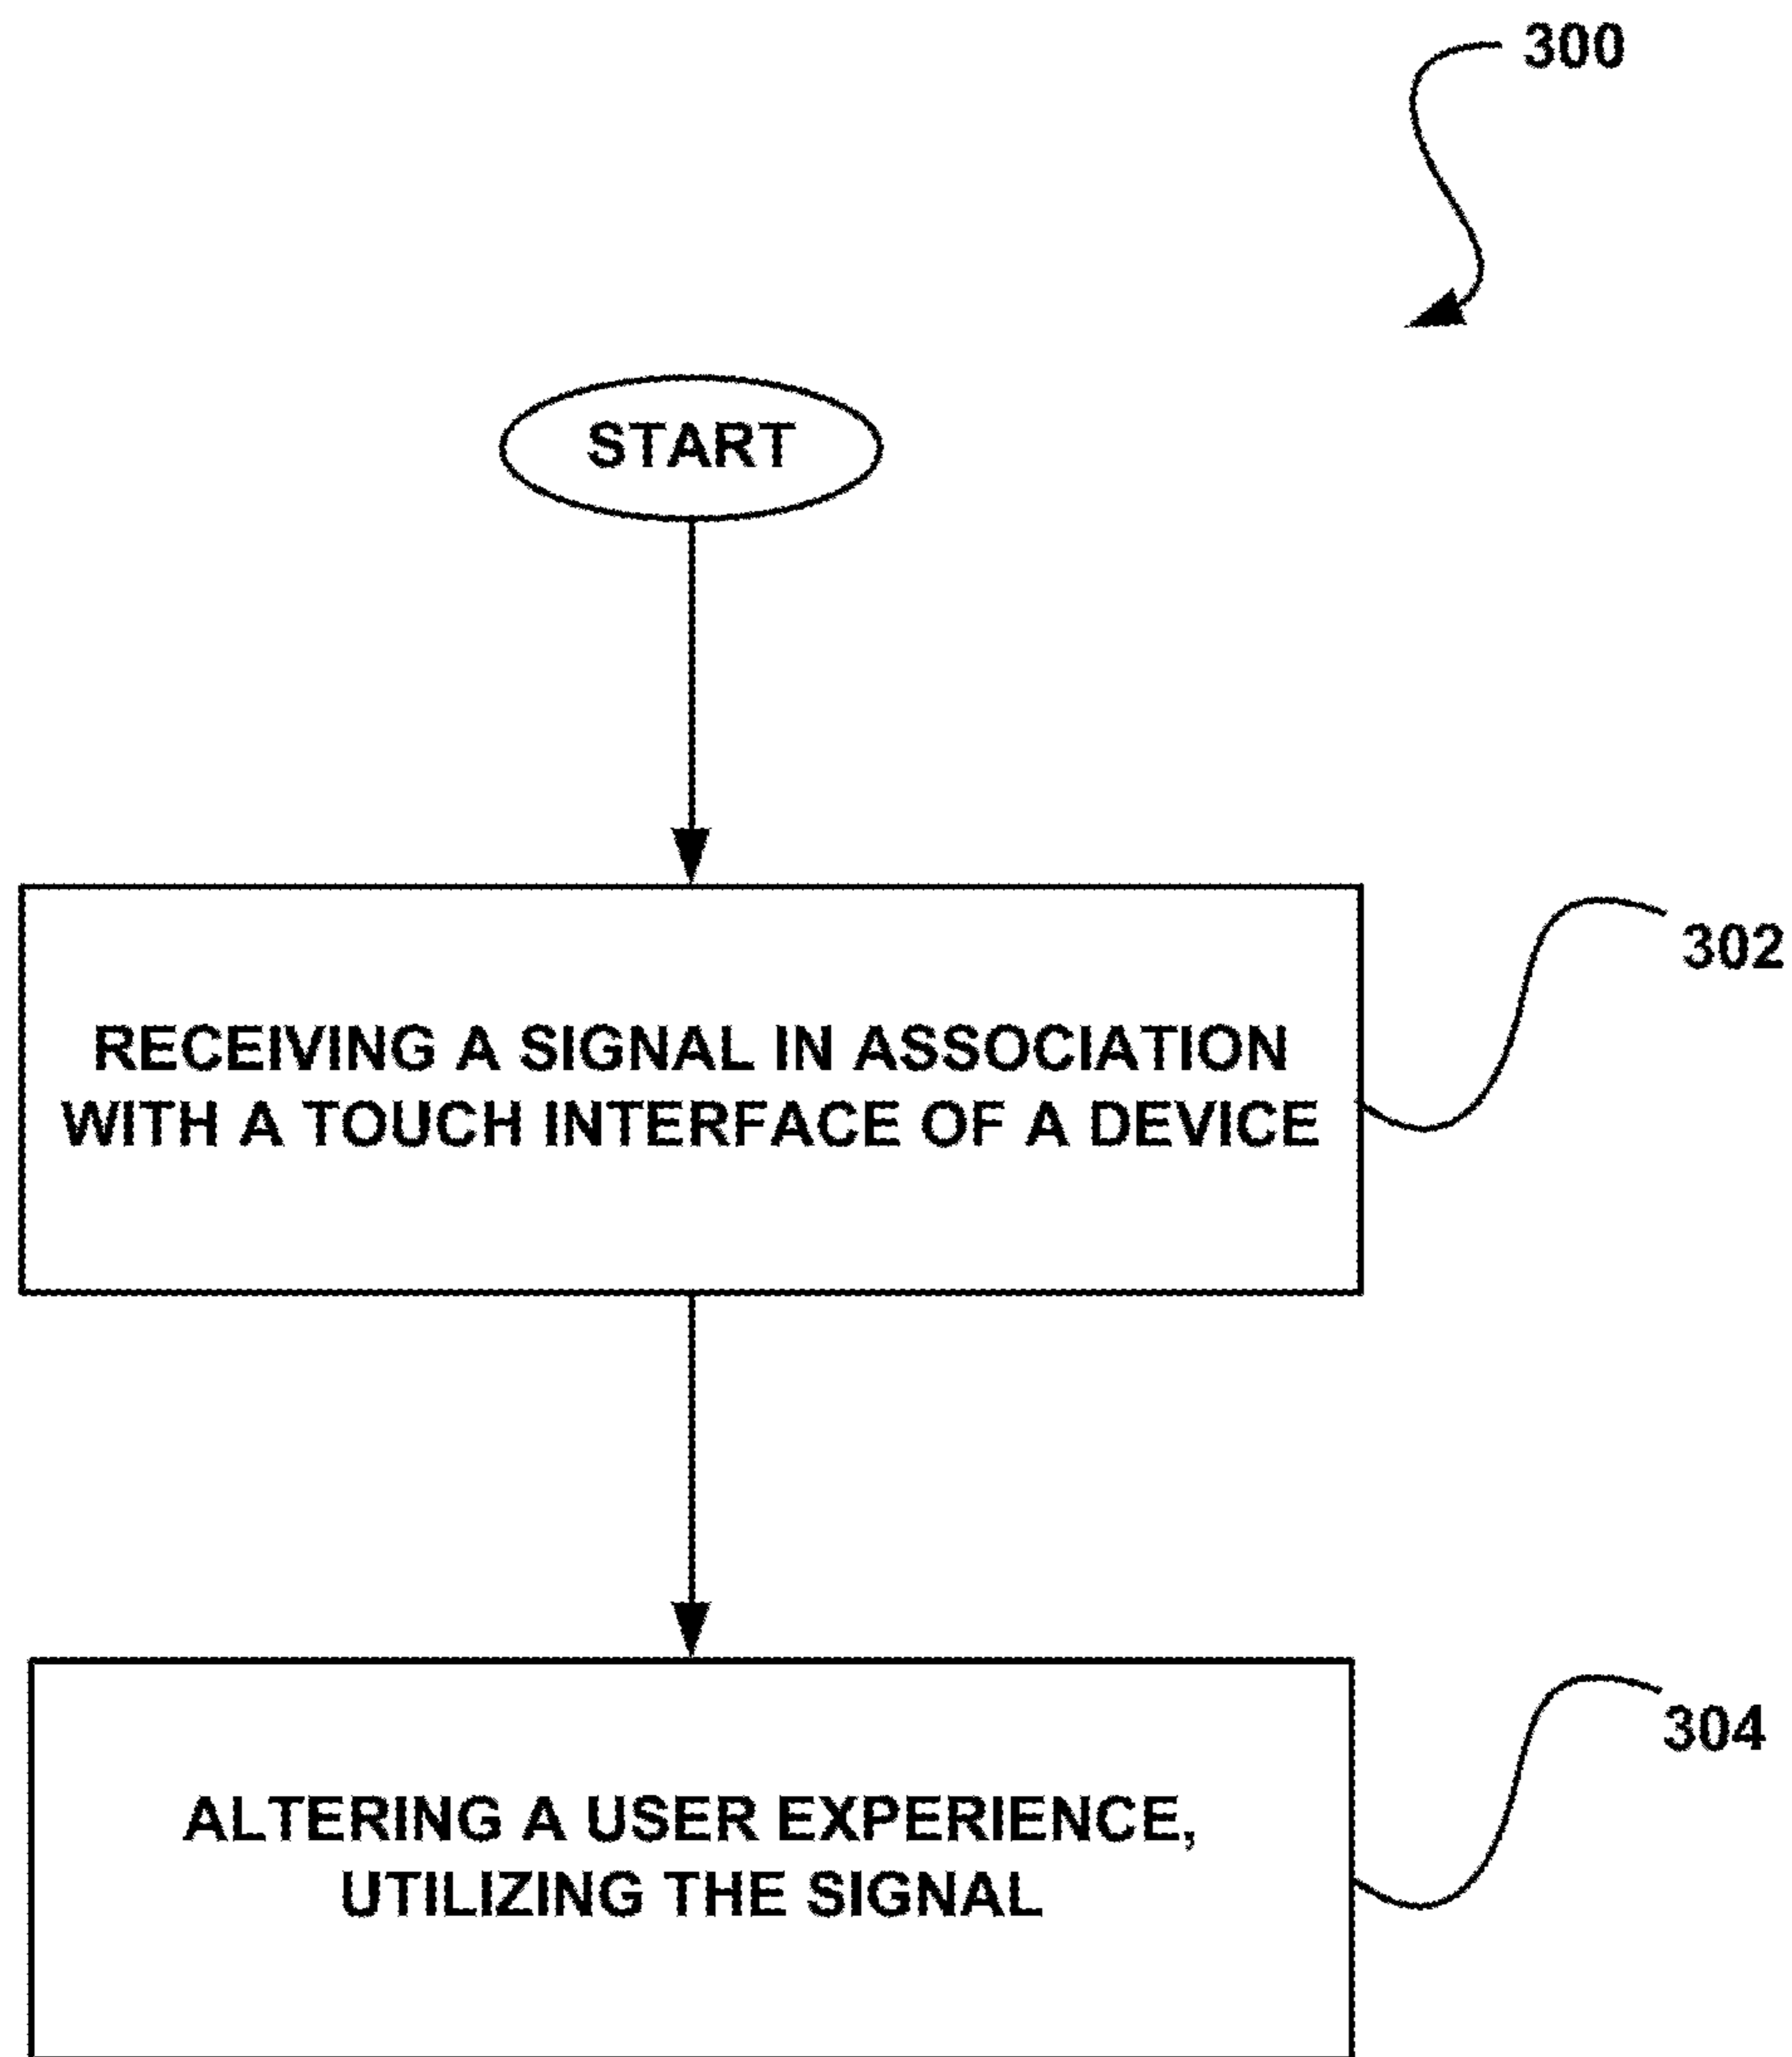 300
START
302
RECEIVING A SIGNAL IN ASSOCIATION
WITH A TOUCH INTERFACE OF A DEVICE
304
ALTERING A USER EXPERIENCE,
UTILIZING THE SIGNAL